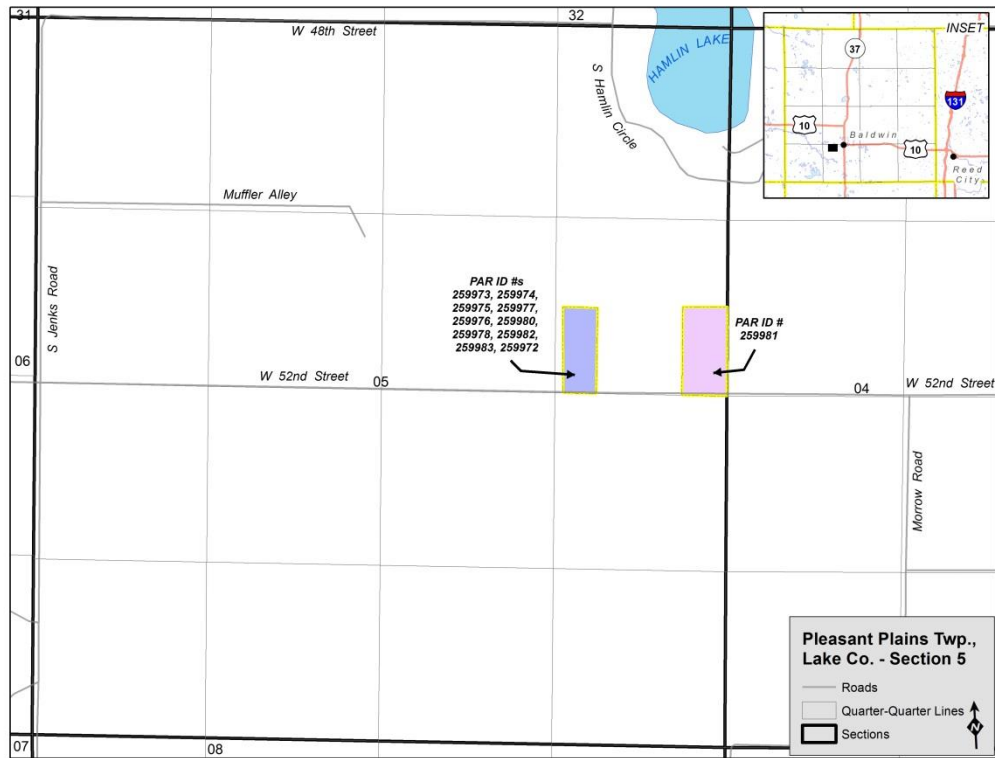 31
32
W 48th Street
HAMLIN LAKE
S Hamlin Circle
INSET
37
131
10
Baldwin
10
Reed
City
Muffler Alley
S Jenks Road
PAR ID #s
259973, 259974,
259975, 259977,
259976, 259980,
259978, 259982,
259983, 259972
PAR ID #
259981
06
W 52nd Street
05
04
W 52nd Street
Morrow Road
Pleasant Plains Twp.,
Lake Co. - Section 5
Roads
Quarter-Quarter Lines
Sections
N
07
08